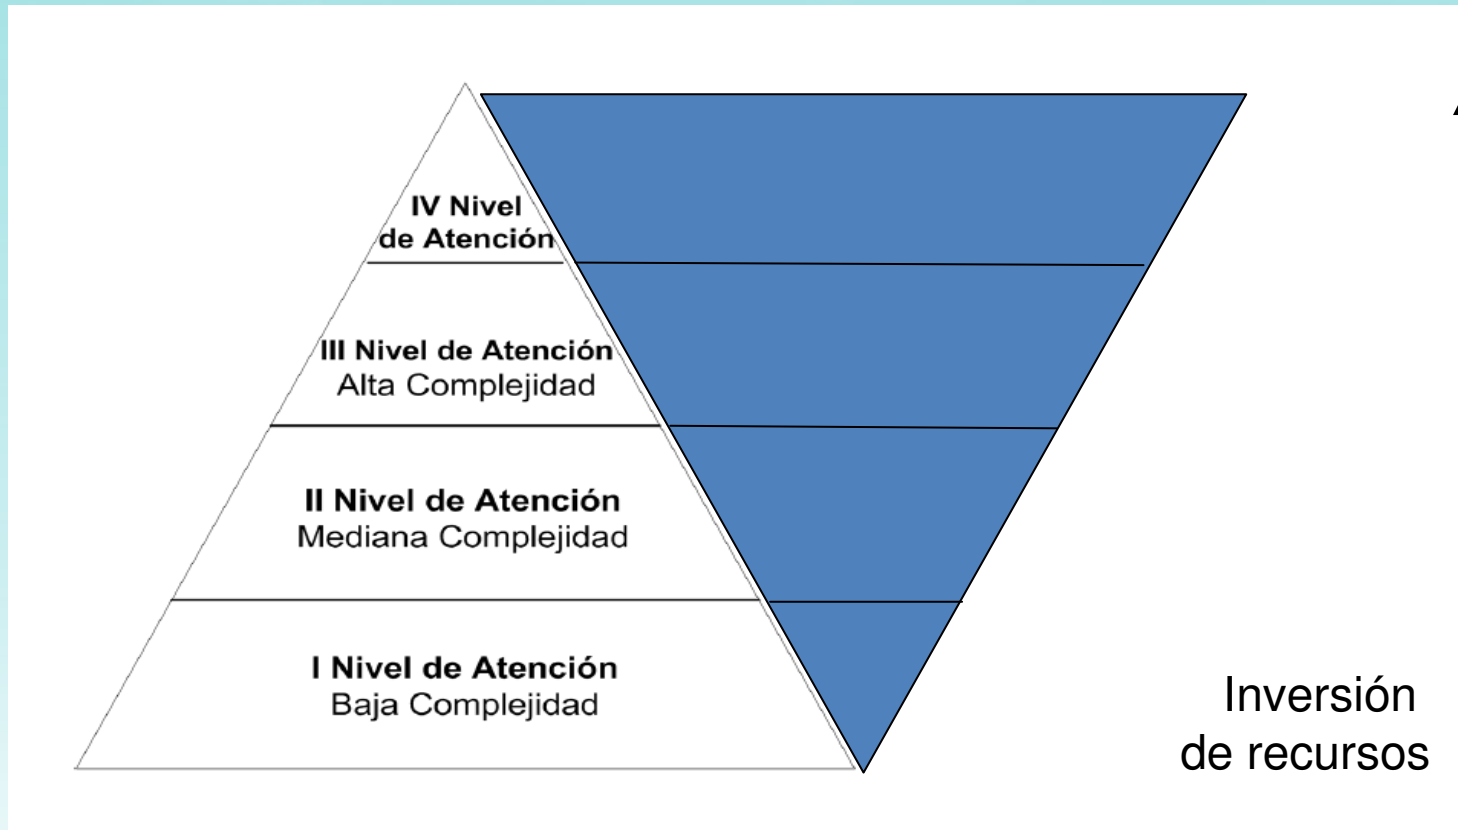 IV Nivel
de Atención
III Nivel de Atención
Alta Complejidad
II Nivel de Atención
Mediana Complejidad
I Nivel de Atención
Baja Complejidad
Inversión
de recursos